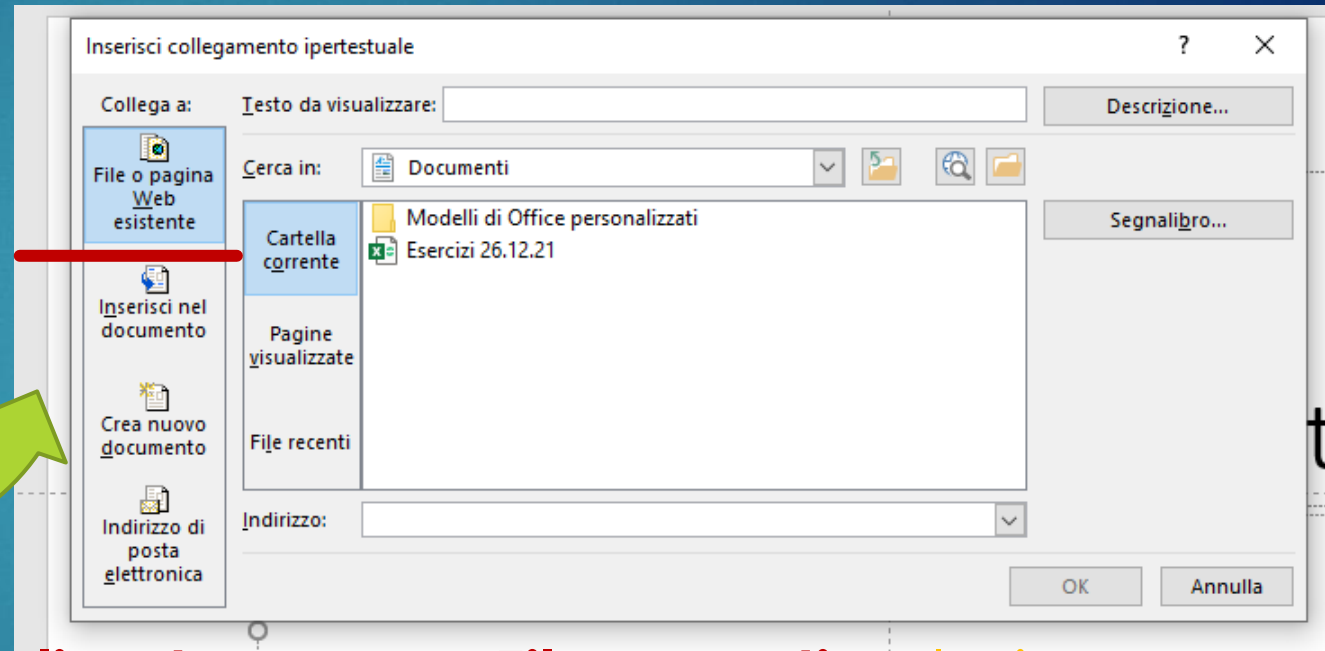 Inserisci collegamento ipertestuale
Collega a:
Testo da visualizzare:
Descrizione...
File o pagina
Web
esistente
Cerca in:
Documenti
Cartella
corrente
Modelli di Office personalizzati
Esercizi 26.12.21
Segnalibro...
Inserisci nel
documento
Pagine
visualizzate
Crea nuovo
documento
File recenti
Indirizzo di
posta
elettronica
Indirizzo:
OK
Annulla